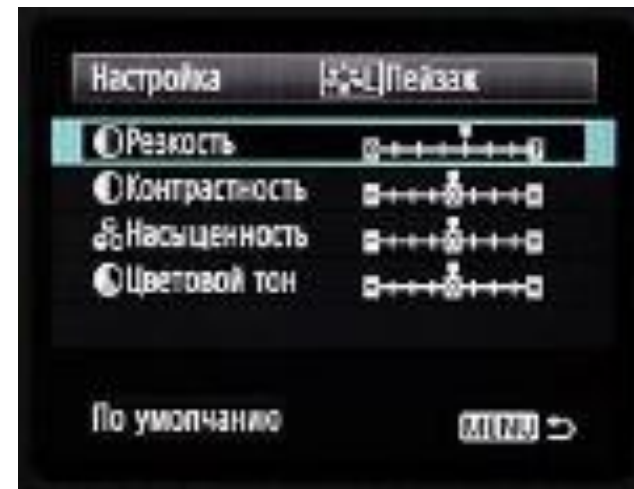 Настройка Пейзаж
Резкость
Контрастность
Насыщенность
Цветовой тон
По умолчанию MENU